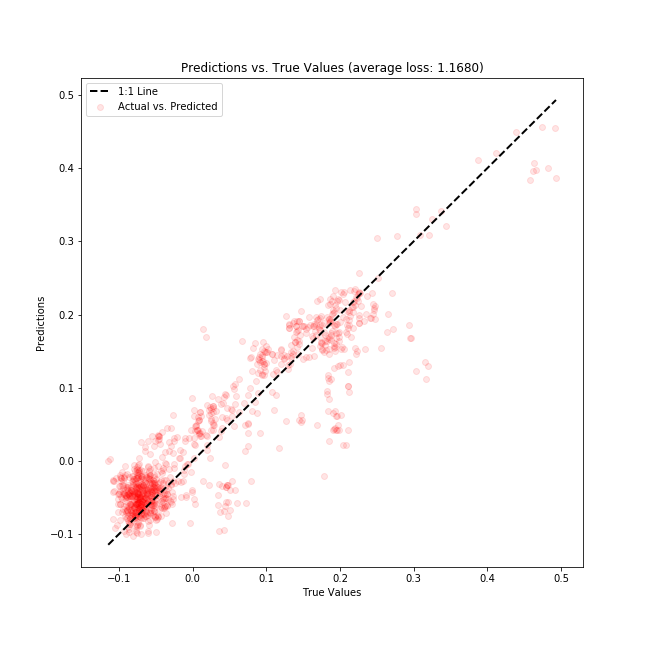 Predictions vs. True Values (average loss: 1.1680)
1:1 Line
Actual vs. Predicted
0.5
0.4
0.3
0.2
0.1
0.0
−0.1
Predictions
−0.1 0.0 0.1 0.2 0.3 0.4 0.5
True Values